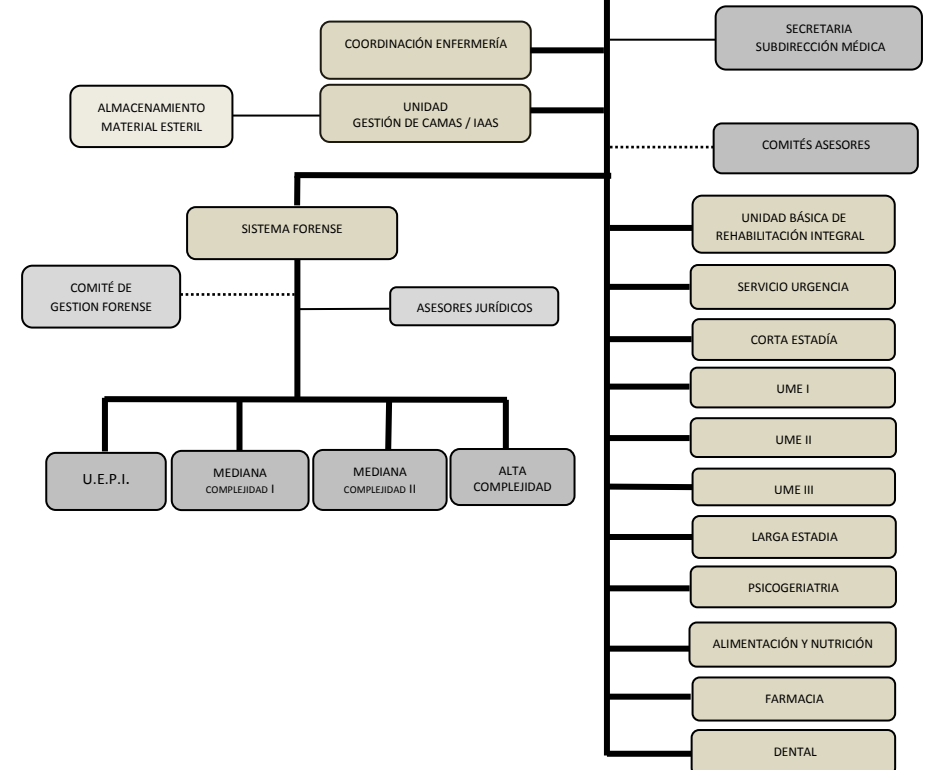 COORDINACIÓN ENFERMERÍA
SECRETARIA
SUBDIRECCIÓN MÉDICA
ALMACENAMIENTO
MATERIAL ESTERIL
UNIDAD
GESTIÓN DE CAMAS / IAAS
COMITÉS ASESORES
SISTEMA FORENSE
COMITÉ DE
GESTION FORENSE
ASESORES JURÍDICOS
U.E.P.I.
MEDIANA
COMPLEJIDAD I
MEDIANA
COMPLEJIDAD II
ALTA
COMPLEJIDAD
UNIDAD BÁSICA DE
REHABILITACIÓN INTEGRAL
SERVICIO URGENCIA
CORTA ESTADÍA
UME I
UME II
UME III
LARGA ESTADIA
PSICOGERIATRIA
ALIMENTACIÓN Y NUTRICIÓN
FARMACIA
DENTAL